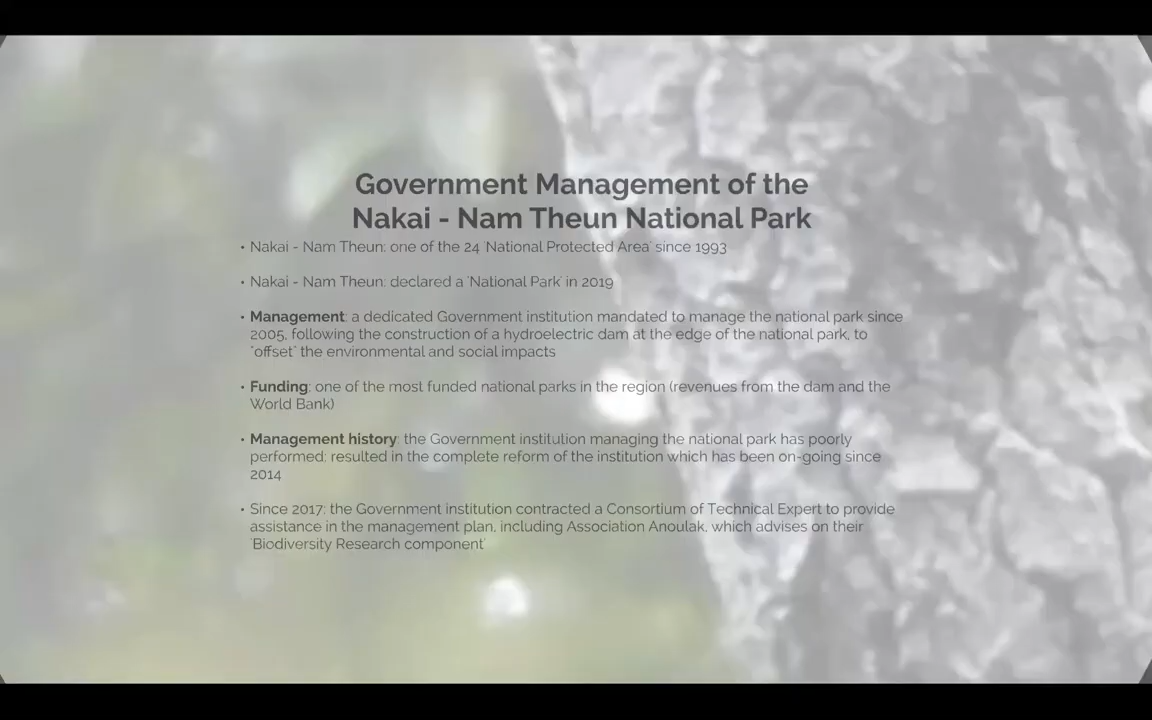 Government Management of the
Nakai - Nam Theun National Park
• Nakai - Nam Theun: one of the 24 'National Protected Area' since 1993
• Nakai - Nam Theun: declared a 'National Park' in 2019
• Management: a dedicated Government institution mandated to manage the national park since
2005, following the construction of a hydroelectric dam at the edge of the national park, to
"offset" the environmental and social impacts
• Funding: one of the most funded national parks in the region (revenues from the dam and the
World Bank)
• Management history: the Government institution managing the national park has poorly
performed; resulted in the complete reform of the institution which has been on-going since
2014
• Since 2017: the Government institution contracted a Consortium of Technical Expert to provide
assistance in the management plan, including Association Anoulak, which advises on their
'Biodiversity Research component'